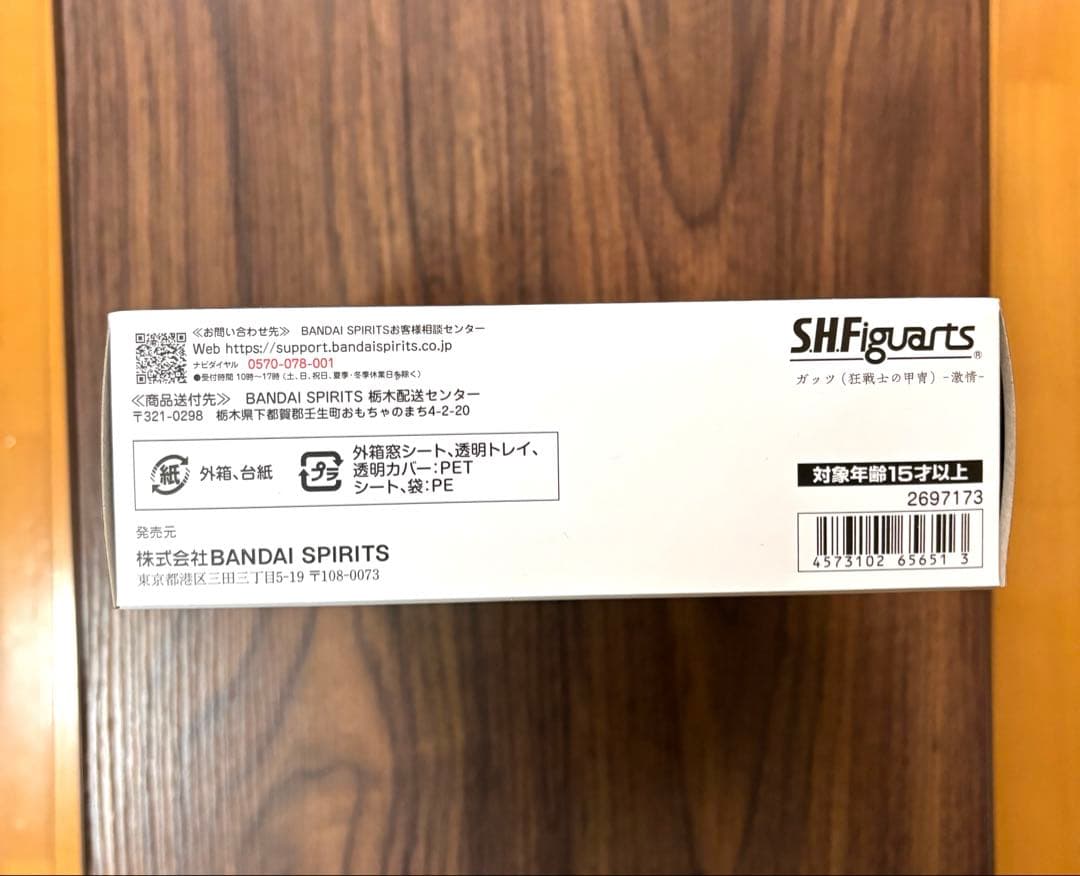 ≪お問い合わせ先≫ BANDAI SPIRITSお客様相談センター
Web https://support.bandaispirits.co.jp
ナビダイヤル 0570-078-001
●受付時間 10時〜17時(土、日、祝日、夏季・冬季休業日を除く)
≪商品送付先≫ BANDAI SPIRITS 栃木配送センター
〒321-0298 栃木県下都賀郡壬生町おもちゃのまち4-2-20
紙 外箱、台紙
プラ 外箱窓シート、透明トレイ、
透明カバー:PET
シート、袋:PE
発売元
株式会社BANDAI SPIRITS
東京都港区三田三丁目5-19 〒108-0073
S.H.Figuarts®
ガッツ(狂戦士の甲冑)-激情-
対象年齢15才以上
2697173
4573102 65651 3